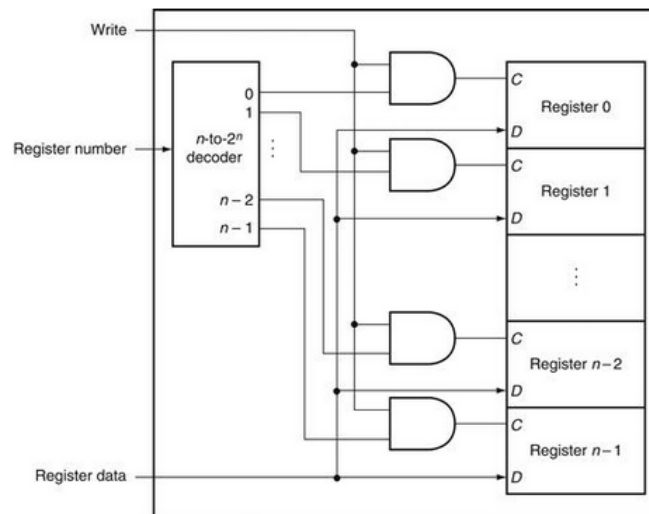 Write
0
1
⋮
n-to-2ⁿ
decoder
n – 2
n – 1
Register number
Register data
C
Register 0
D
C
Register 1
D
⋮
C
Register n – 2
D
C
Register n – 1
D